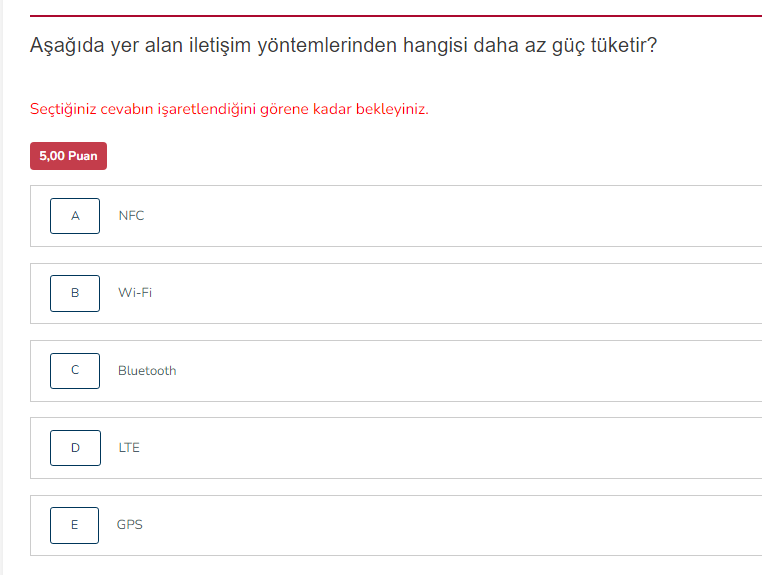 Aşağıda yer alan iletişim yöntemlerinden hangisi daha az güç tüketir?
Seçtiğiniz cevabın işaretlendiğini görene kadar bekleyiniz.
5,00 Puan
A NFC
B Wi-Fi
C Bluetooth
D LTE
E GPS